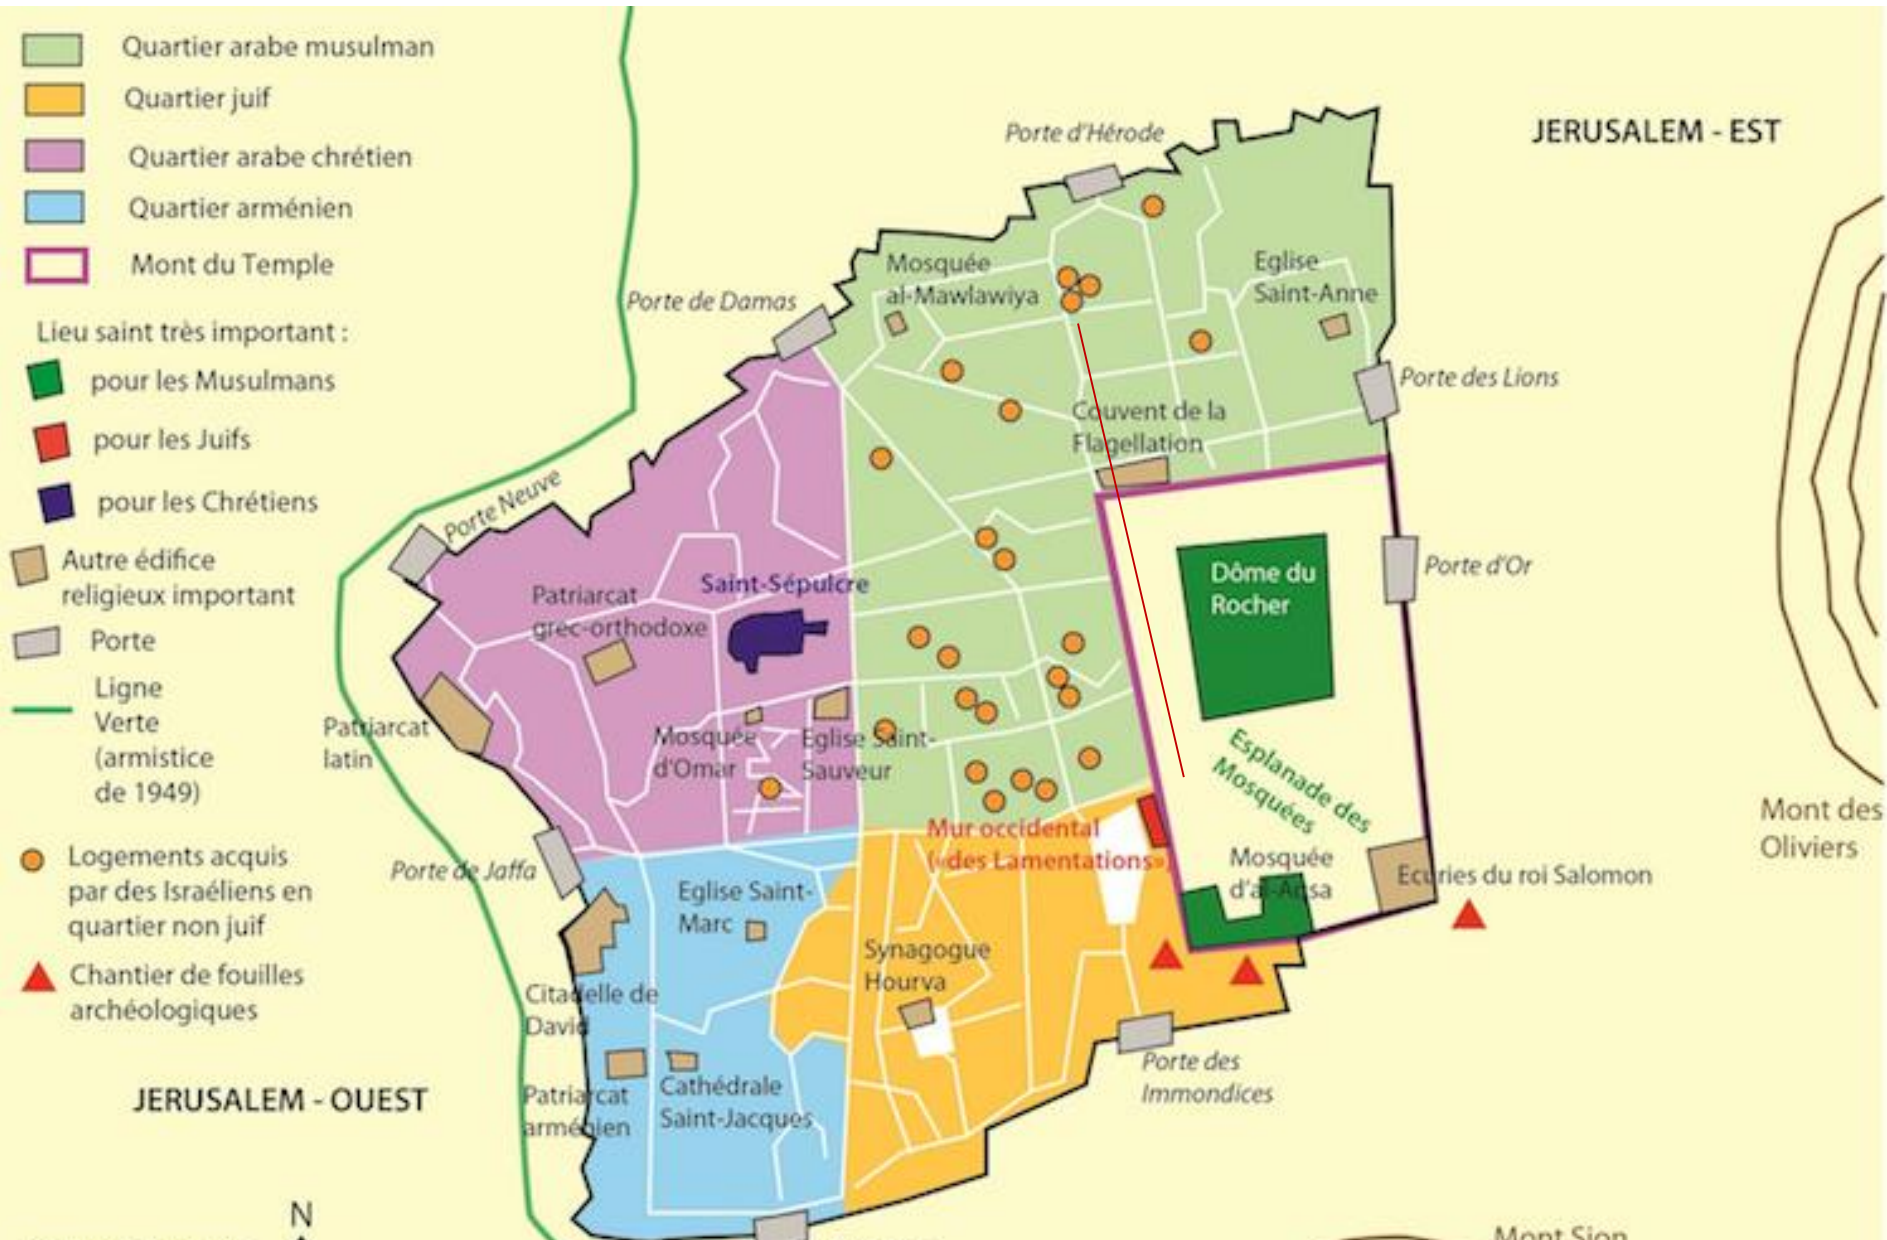 Quartier arabe musulman
Quartier juif
Quartier arabe chrétien
Quartier arménien
Mont du Temple
Lieu saint très important :
pour les Musulmans
pour les Juifs
pour les Chrétiens
Autre édifice
religieux important
Porte
Ligne
Verte
(armistice
de 1949)
Logements acquis
par des Israéliens en
quartier non juif
Chantier de fouilles
archéologiques
JERUSALEM - OUEST
N
JERUSALEM - EST
Porte d'Hérode
Mosquée
al-Mawlawiya
Eglise
Saint-Anne
Porte de Damas
Porte des Lions
Couvent de la
Flagellation
Porte Neuve
Dôme du
Rocher
Porte d'Or
Saint-Sépulcre
Patriarcat
grec-orthodoxe
Patriarcat
latin
Mosquée
d'Omar
Eglise Saint-
Sauveur
Esplanade des
Mosquées
Mont des
Oliviers
Mur occidental
(«des Lamentations»)
Mosquée
d'al-Aqsa
Ecuries du roi Salomon
Porte de Jaffa
Eglise Saint-
Marc
Synagogue
Hourva
Citadelle de
David
Patriarcat
arménien
Cathédrale
Saint-Jacques
Porte des
Immondices
Mont Sion